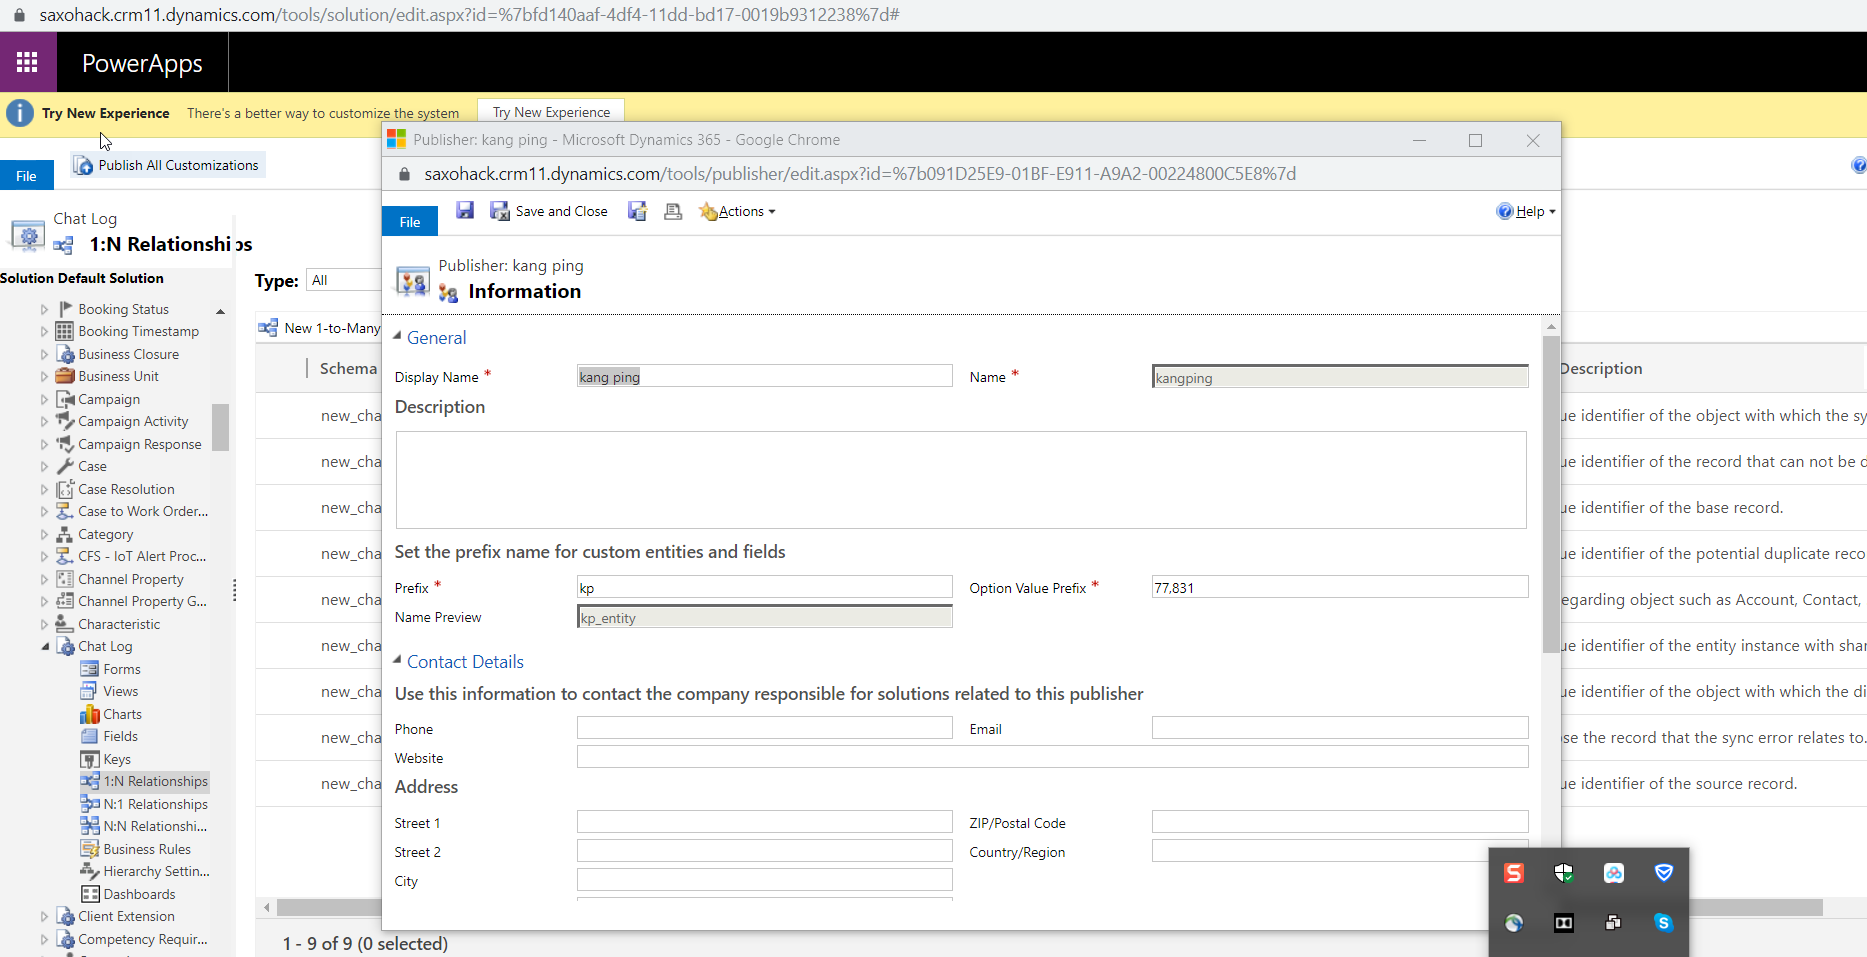 saxohack.crm11.dynamics.com/tools/solution/edit.aspx?id=%7bfd140aaf-4df4-11dd-bd17-0019b9312238%7d#
PowerApps
Try New Experience There's a better way to customize the system Try New Experience
File
Publish All Customizations
Chat Log
1:N Relationships
Solution Default Solution
Booking Status
Booking Timestamp
Business Closure
Business Unit
Campaign
Campaign Activity
Campaign Response
Case
Case Resolution
Case to Work Order...
Category
CFS - IoT Alert Proc...
Channel Property
Channel Property G...
Characteristic
Chat Log
Forms
Views
Charts
Fields
Keys
1:N Relationships
N:1 Relationships
N:N Relationshi...
Business Rules
Hierarchy Settin...
Dashboards
Client Extension
Competency Requir...
Type: All
New 1-to-Many
Schema
new_cha
new_cha
new_cha
new_cha
new_cha
new_cha
new_cha
new_cha
new_cha
1 - 9 of 9 (0 selected)
Publisher: kang ping - Microsoft Dynamics 365 - Google Chrome
saxohack.crm11.dynamics.com/tools/publisher/edit.aspx?id=%7b091D25E9-01BF-E911-A9A2-00224800C5E8%7d
File
Save and Close
Actions
Help
Publisher: kang ping
Information
General
Display Name * kang ping
Name * kangping
Description
Set the prefix name for custom entities and fields
Prefix * kp
Option Value Prefix * 77,831
Name Preview kp_entity
Contact Details
Use this information to contact the company responsible for solutions related to this publisher
Phone
Email
Website
Address
Street 1
ZIP/Postal Code
Street 2
Country/Region
City
Description
ue identifier of the object with which the sy
ue identifier of the record that can not be d
ue identifier of the base record.
ue identifier of the potential duplicate reco
egarding object such as Account, Contact,
ue identifier of the entity instance with shar
ue identifier of the object with which the di
se the record that the sync error relates to.
ue identifier of the source record.